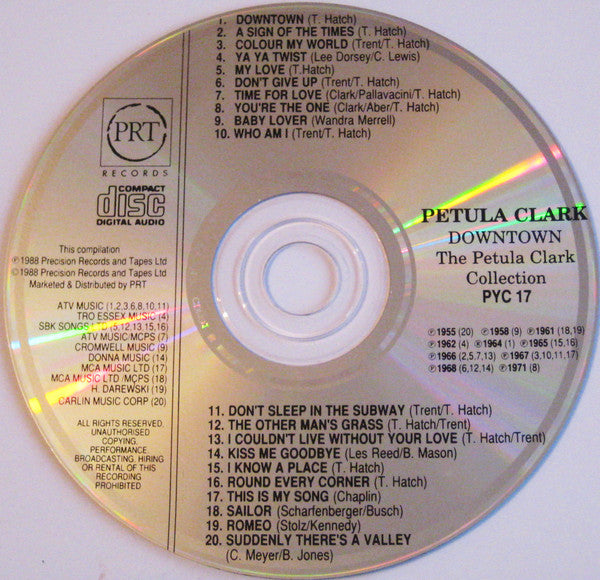 1. DOWNTOWN (T. Hatch)
2. A SIGN OF THE TIMES (T. Hatch)
3. COLOUR MY WORLD (Trent/T. Hatch)
4. YA YA TWIST (Lee Dorsey/C. Lewis)
5. MY LOVE (T.Hatch)
6. DON'T GIVE UP (Trent/T. Hatch)
7. TIME FOR LOVE (Clark/Pallavacini/T. Hatch)
8. YOU'RE THE ONE (Clark/Aber/T. Hatch)
9. BABY LOVER (Wandra Merrell)
10. WHO AM I (Trent/T. Hatch)
PRT
RECORDS
COMPACT
disc
DIGITAL AUDIO
This compilation
℗1988 Precision Records and Tapes Ltd
©1988 Precision Records and Tapes Ltd
Marketed & Distributed by PRT
ATV MUSIC (1,2,3,6,8,10,11)
TRO ESSEX MUSIC (4)
SBK SONGS LTD (5,12,13,15,16)
ATV MUSIC/MCPS (7)
CROMWELL MUSIC (9)
DONNA MUSIC (14)
MCA MUSIC LTD (17)
MCA MUSIC LTD /MCPS (18)
H. DAREWSKI (19)
CARLIN MUSIC CORP (20)
ALL RIGHTS RESERVED.
UNAUTHORISED
COPYING,
PERFORMANCE,
BROADCASTING, HIRING
OR RENTAL OF THIS
RECORDING
PROHIBITED
PETULA CLARK
DOWNTOWN
The Petula Clark
Collection
PYC 17
℗1955 (20) ℗1958 (9) ℗1961 (18,19)
℗1962 (4) ℗1964 (1) ℗1965 (15,16)
℗1966 (2,5,7,13) ℗1967 (3,10,11,17)
℗1968 (6,12,14) ℗1971 (8)
11. DON'T SLEEP IN THE SUBWAY (Trent/T. Hatch)
12. THE OTHER MAN'S GRASS (T. Hatch/Trent)
13. I COULDN'T LIVE WITHOUT YOUR LOVE (T. Hatch/Trent)
14. KISS ME GOODBYE (Les Reed/B. Mason)
15. I KNOW A PLACE (T. Hatch)
16. ROUND EVERY CORNER (T. Hatch)
17. THIS IS MY SONG (Chaplin)
18. SAILOR (Scharfenberger/Busch)
19. ROMEO (Stolz/Kennedy)
20. SUDDENLY THERE'S A VALLEY
(C. Meyer/B. Jones)